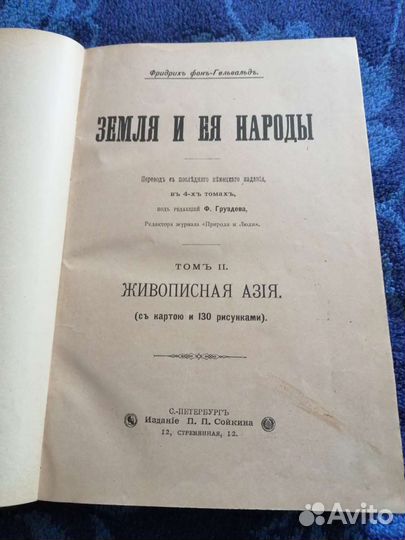 Фридрихъ фонъ-Гельвальдъ.
ЗЕМЛЯ И ЕЯ НАРОДЫ
Переводъ съ послѣдняго нѣмецкаго изданія,
въ 4-хъ томахъ,
подъ редакціей Ф. Груздева,
Редактора журнала «Природа и Люди».
ТОМЪ II.
ЖИВОПИСНАЯ АЗІЯ.
(съ картою и 130 рисунками).
С.-ПЕТЕРБУРГЪ
Изданіе П. П. Сойкина
12, СТРЕМЯННАЯ, 12.
Avito